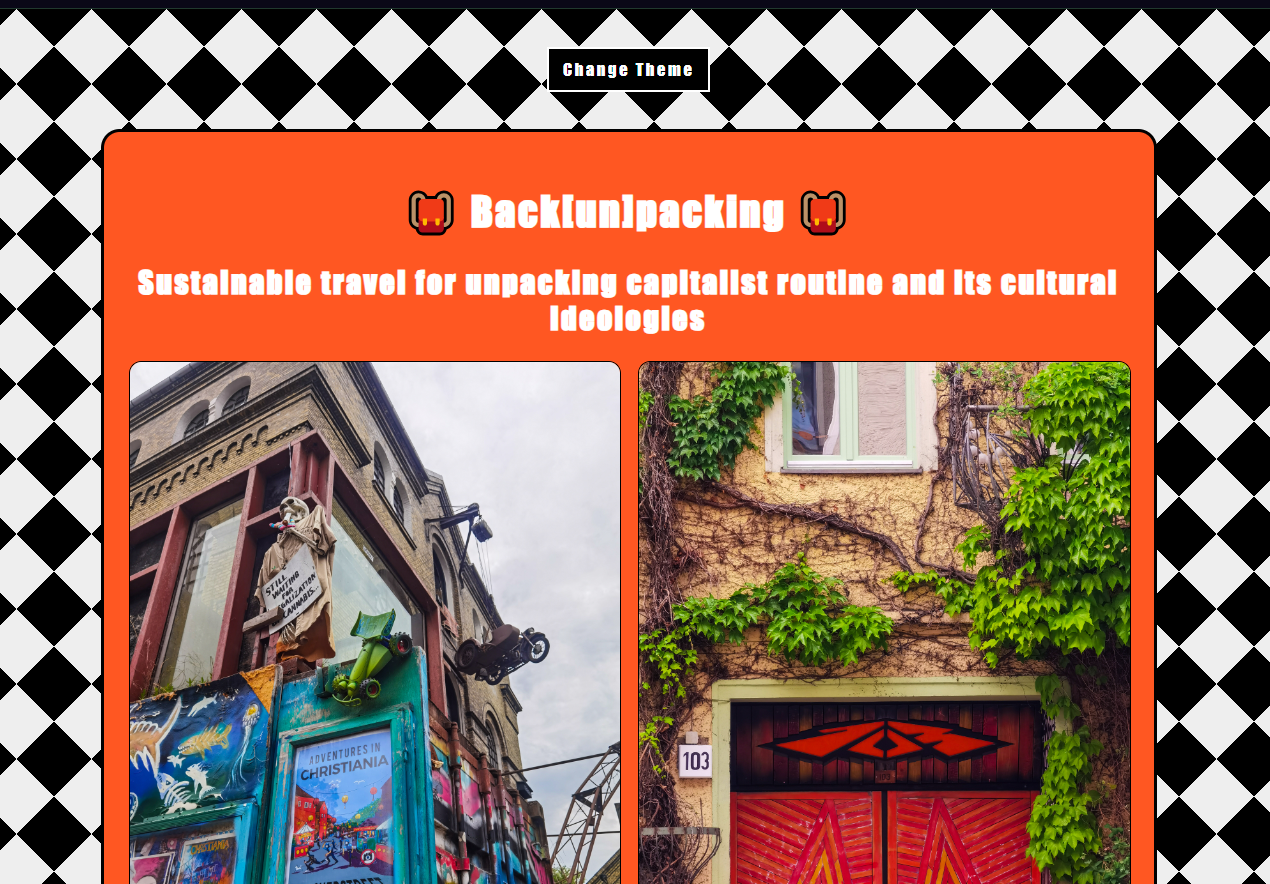 Change Theme
Back[un]packing
Sustainable travel for unpacking capitalist routine and its cultural
ideologies
STILL
WAITING
FOR
LEGALIZATION
CANNABIS.
ADVENTURES IN
CHRISTIANIA
103